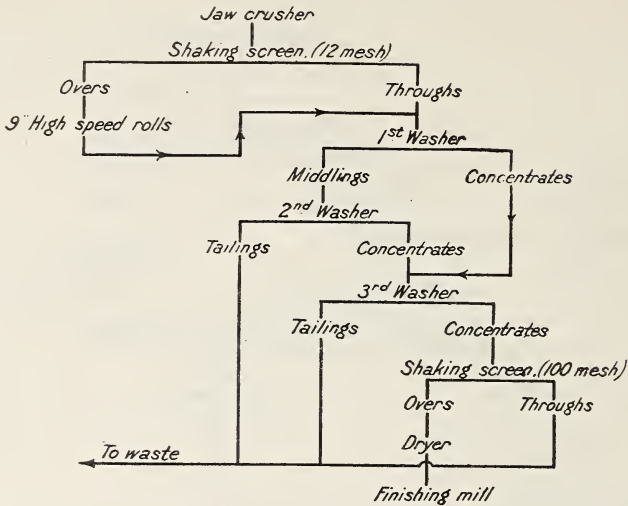 Jaw crusher
Shaking screen.(12 mesh)
Overs
Throughs
9" High speed rolls
1st Washer
Middlings
Concentrates
2nd Washer
Tailings
Concentrates
3rd Washer
Tailings
Concentrates
Shaking screen.(100 mesh)
Overs
Throughs
Dryer
To waste
Finishing mill